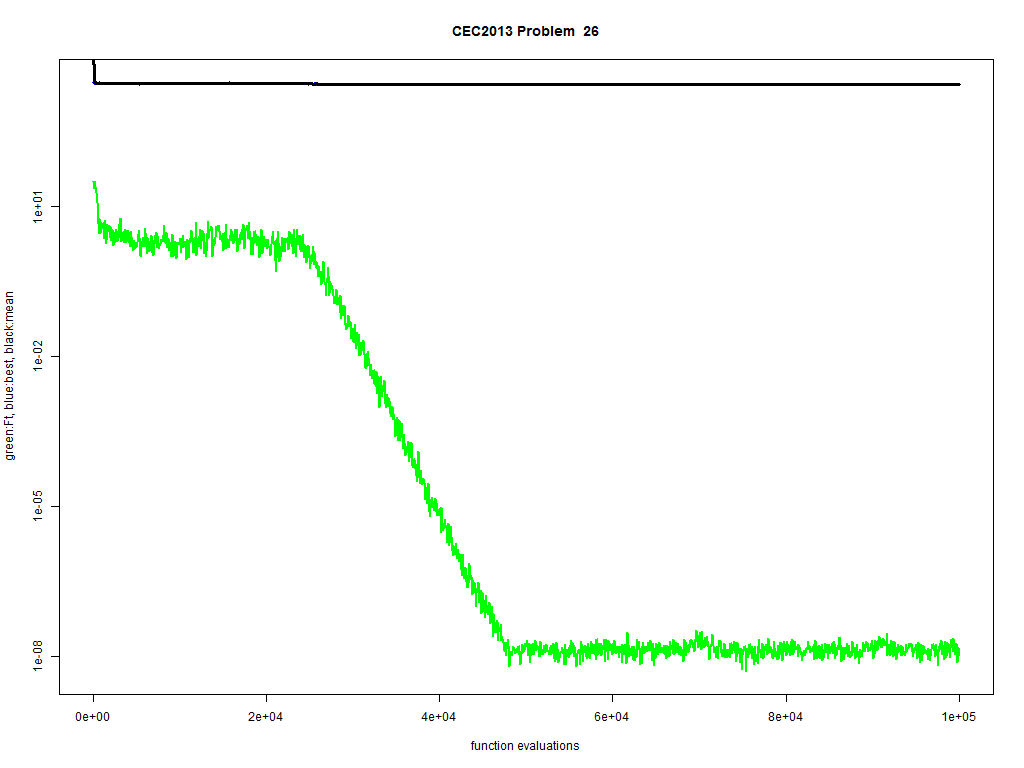 CEC2013 Problem  26
green:Ft, blue:best, black:mean
1e+01
1e-02
1e-05
1e-08
0e+00
2e+04
4e+04
6e+04
8e+04
1e+05
function evaluations